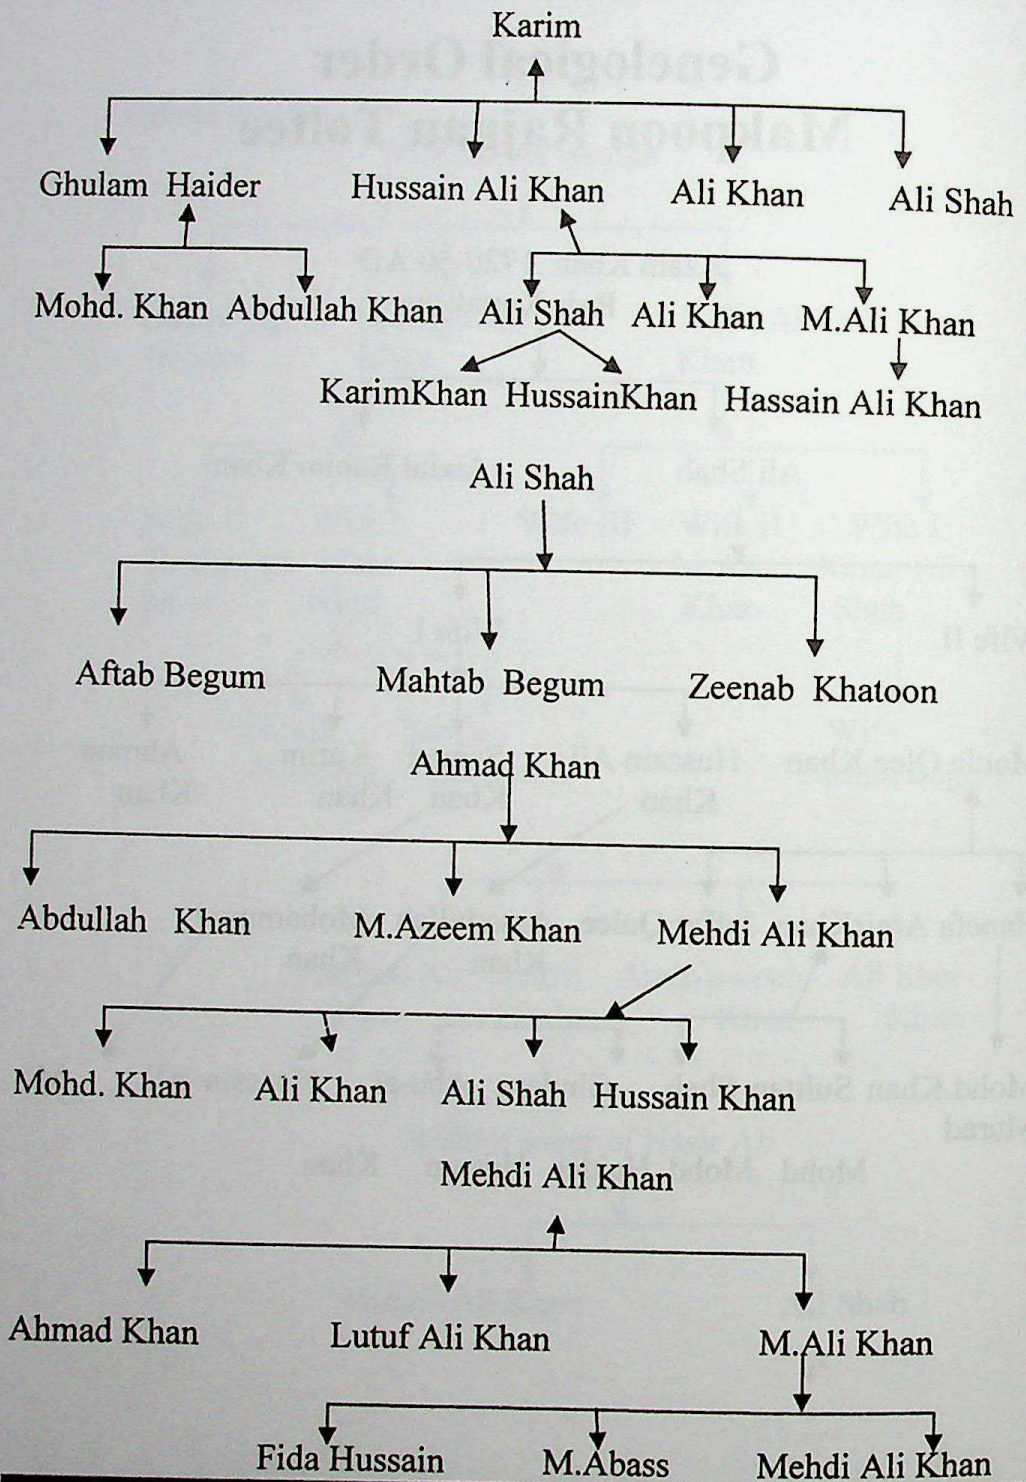 Karim
Ghulam Haider Hussain Ali Khan Ali Khan Ali Shah
Mohd. Khan Abdullah Khan Ali Shah Ali Khan M.Ali Khan
KarimKhan HussainKhan Hassain Ali Khan
Ali Shah
Aftab Begum Mahtab Begum Zeenab Khatoon
Ahmad Khan
Abdullah Khan M.Azeem Khan Mehdi Ali Khan
Mohd. Khan Ali Khan Ali Shah Hussain Khan
Mehdi Ali Khan
Ahmad Khan Lutuf Ali Khan M.Ali Khan
Fida Hussain M.Abass Mehdi Ali Khan